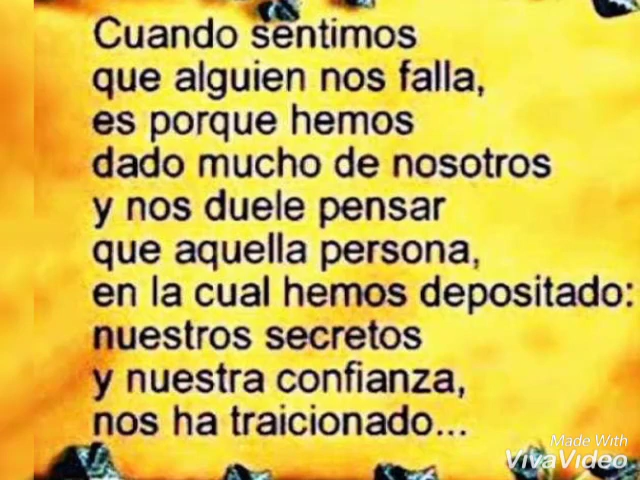 Cuando sentimos
que alguien nos falla,
es porque hemos
dado mucho de nosotros
y nos duele pensar
que aquella persona,
en la cual hemos depositado:
nuestros secretos
y nuestra confianza,
nos ha traicionado...
Made With
VivaVideo